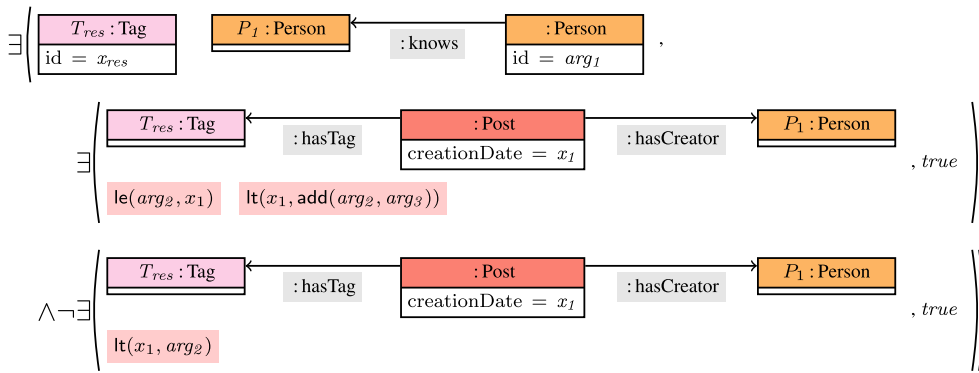 ∃( T_res : Tag P_1 : Person : Person ,
id = x_res : knows id = arg_1
∃( T_res : Tag : Post P_1 : Person , true )
: hasTag creationDate = x_1 : hasCreator
le(arg_2, x_1) lt(x_1, add(arg_2, arg_3))
∧¬∃( T_res : Tag : Post P_1 : Person , true ))
: hasTag creationDate = x_1 : hasCreator
lt(x_1, arg_2)